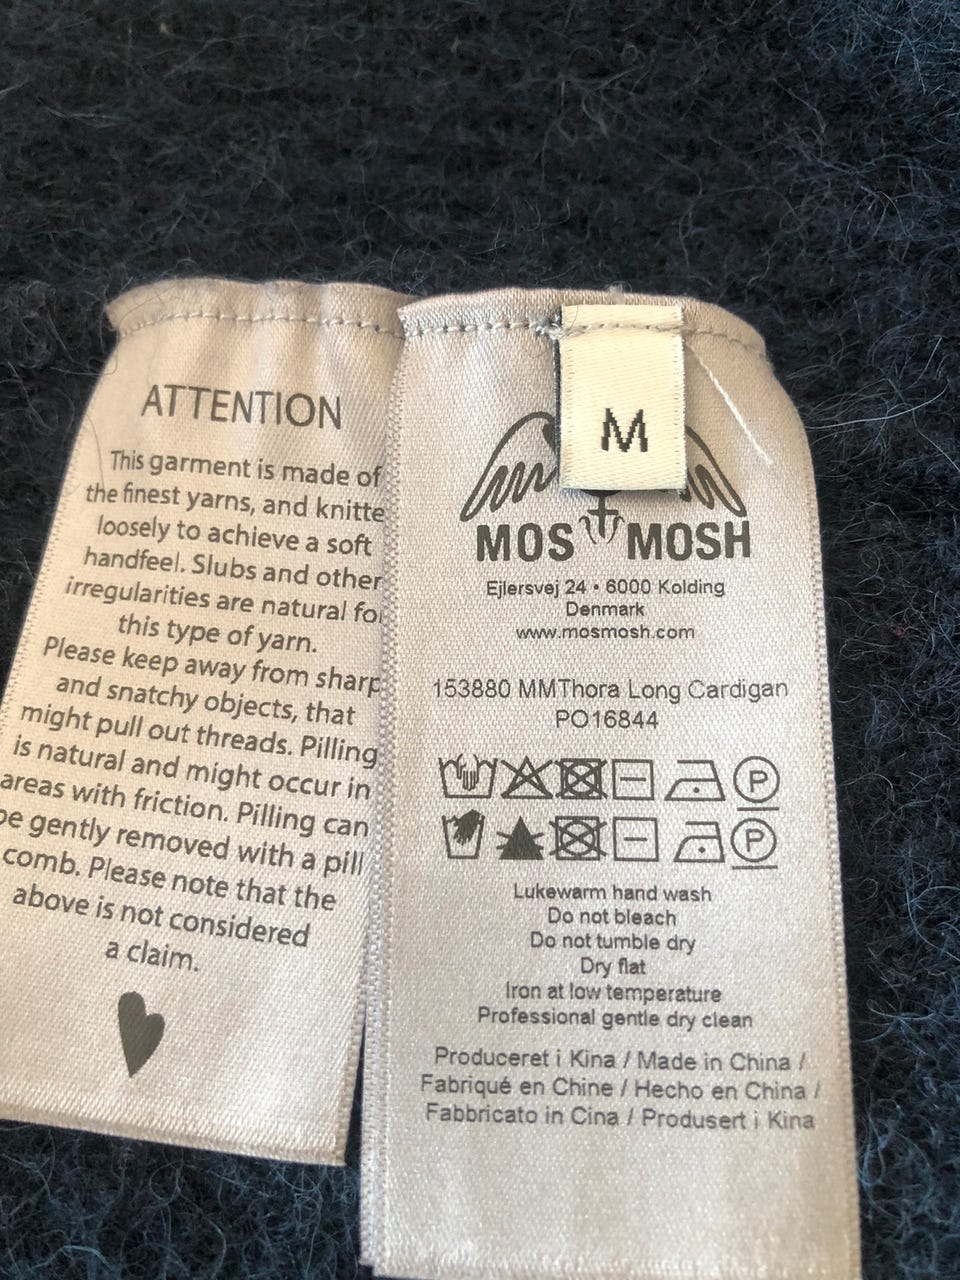 ATTENTION
This garment is made of
the finest yarns, and knitte
loosely to achieve a soft
handfeel. Slubs and other
irregularities are natural for
this type of yarn.
Please keep away from sharp
and snatchy objects, that
might pull out threads. Pilling
is natural and might occur in
areas with friction. Pilling can
be gently removed with a pill
comb. Please note that the
above is not considered
a claim.
M
MOS MOSH
Ejlersvej 24 • 6000 Kolding
Denmark
www.mosmosh.com
153880 MMThora Long Cardigan
PO16844
P
P
Lukewarm hand wash
Do not bleach
Do not tumble dry
Dry flat
Iron at low temperature
Professional gentle dry clean
Produceret i Kina / Made in China /
Fabriqué en Chine / Hecho en China /
Fabbricato in Cina / Produsert i Kina